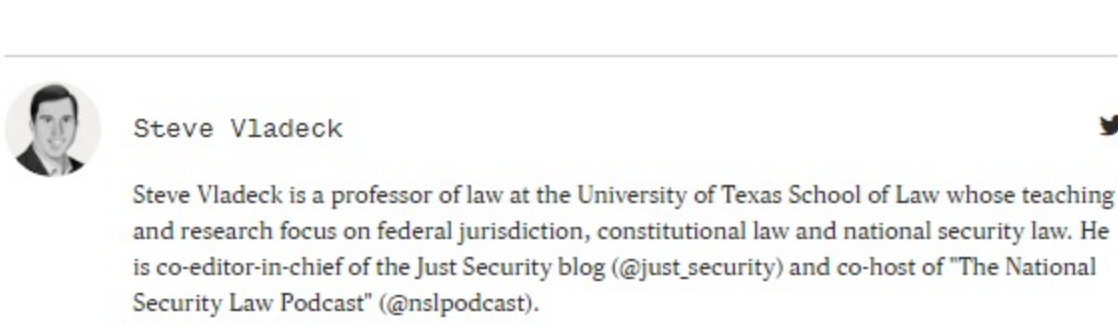 Steve Vladeck
Steve Vladeck is a professor of law at the University of Texas School of Law whose teaching
and research focus on federal jurisdiction, constitutional law and national security law. He
is co-editor-in-chief of the Just Security blog (@just_security) and co-host of "The National
Security Law Podcast" (@nslpodcast).